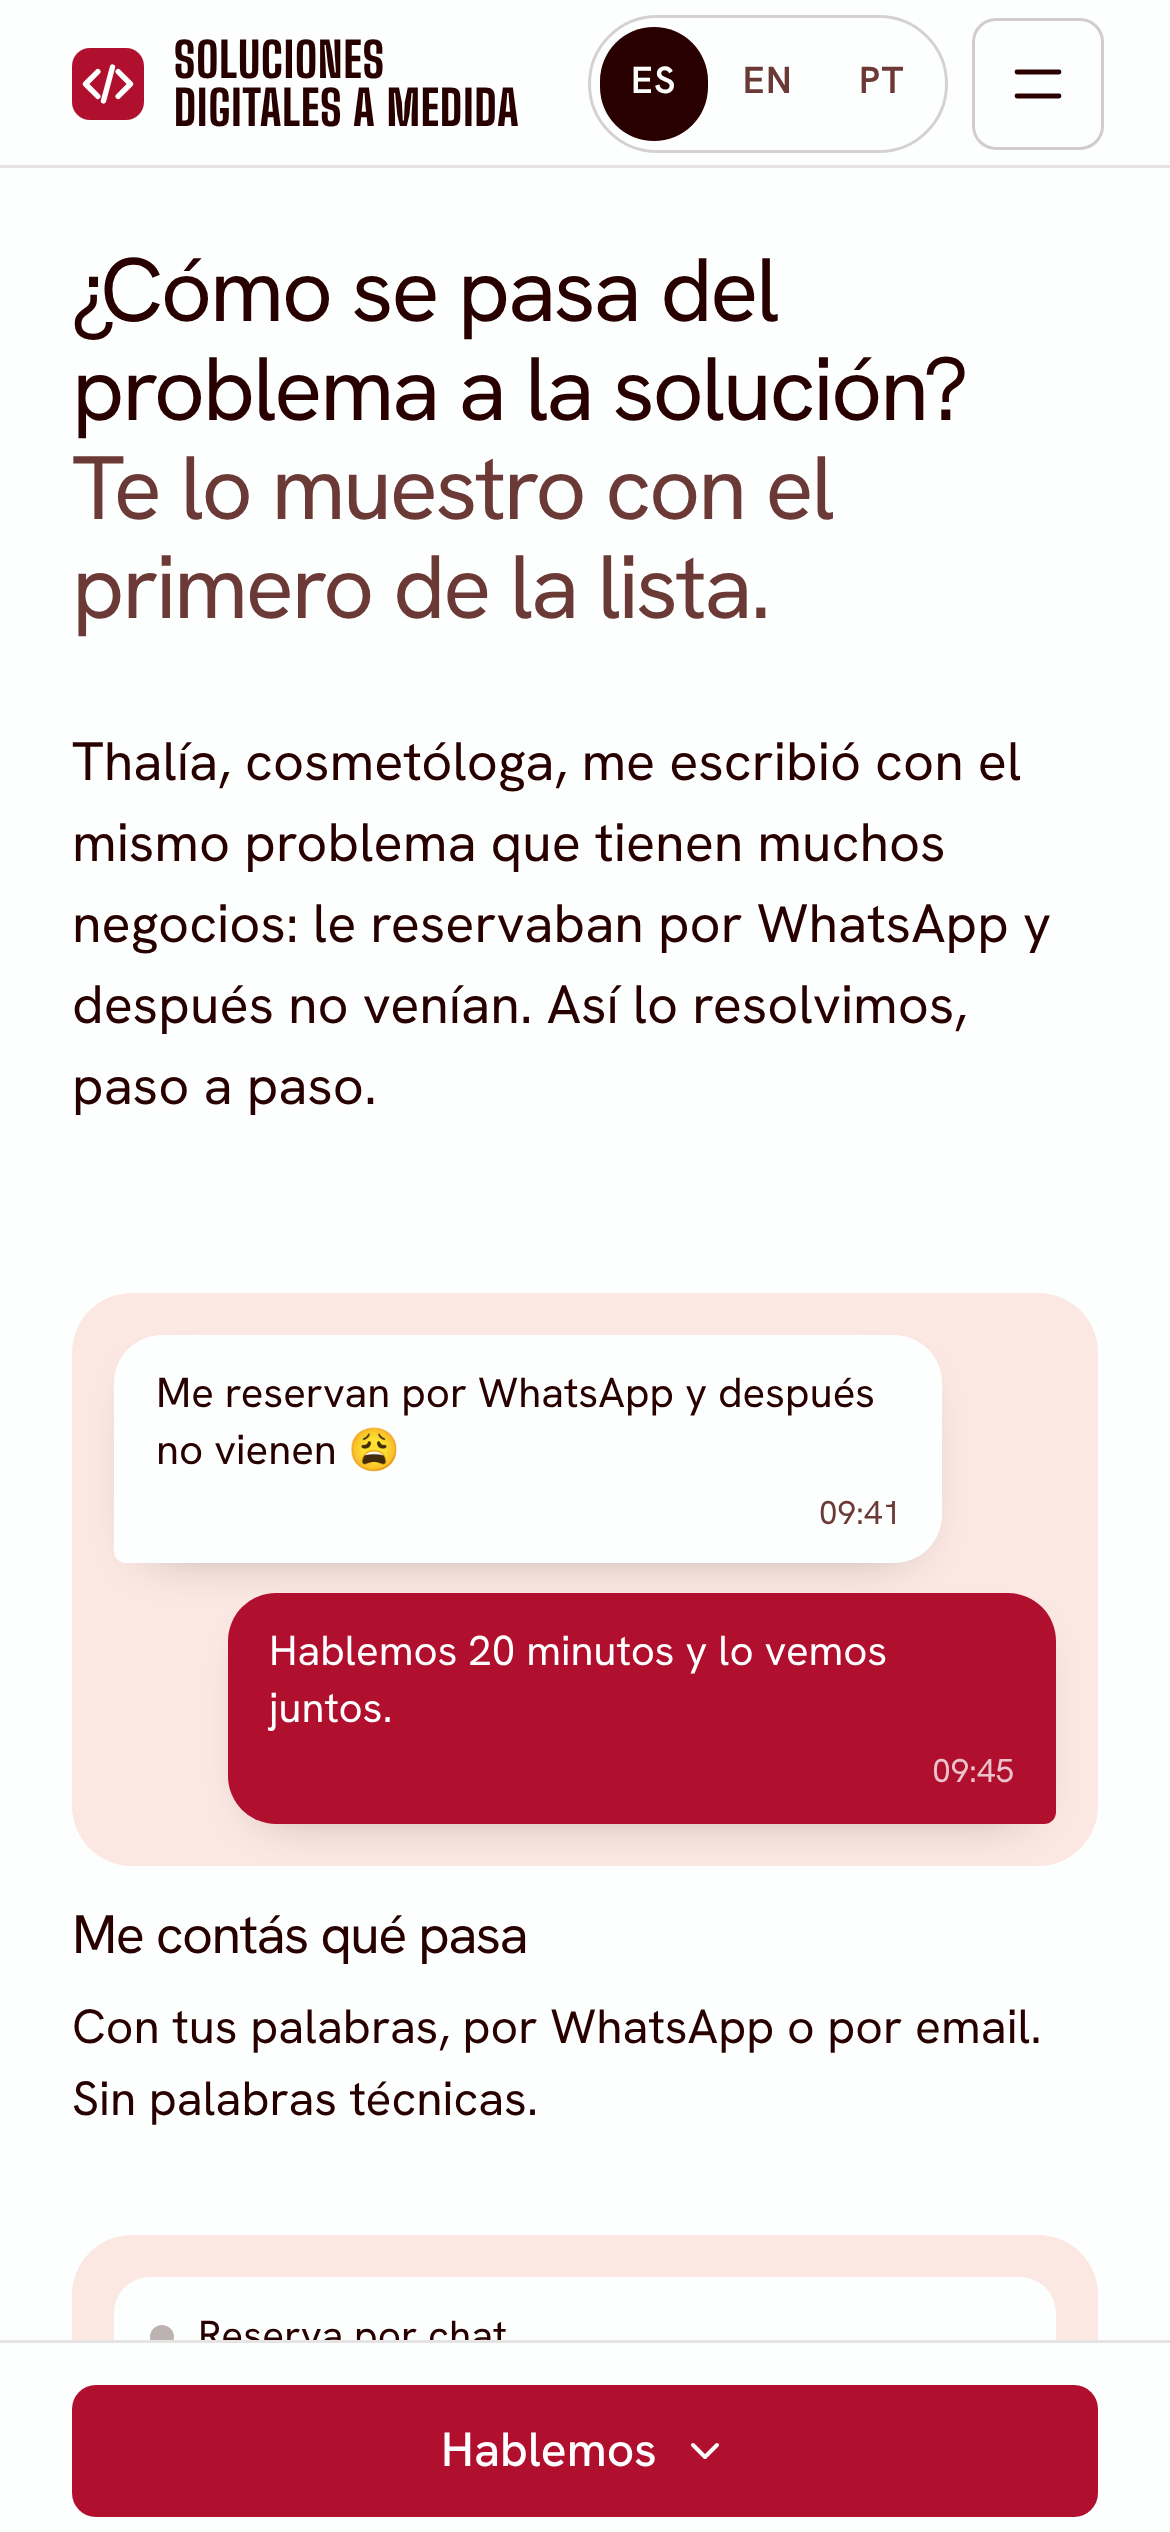 SOLUCIONES
DIGITALES A MEDIDA
ES EN PT
¿Cómo se pasa del
problema a la solución?
Te lo muestro con el
primero de la lista.
Thalía, cosmetóloga, me escribió con el
mismo problema que tienen muchos
negocios: le reservaban por WhatsApp y
después no venían. Así lo resolvimos,
paso a paso.
Me reservan por WhatsApp y después
no vienen 😩
09:41
Hablemos 20 minutos y lo vemos
juntos.
09:45
Me contás qué pasa
Con tus palabras, por WhatsApp o por email.
Sin palabras técnicas.
Reserva por chat
Hablemos